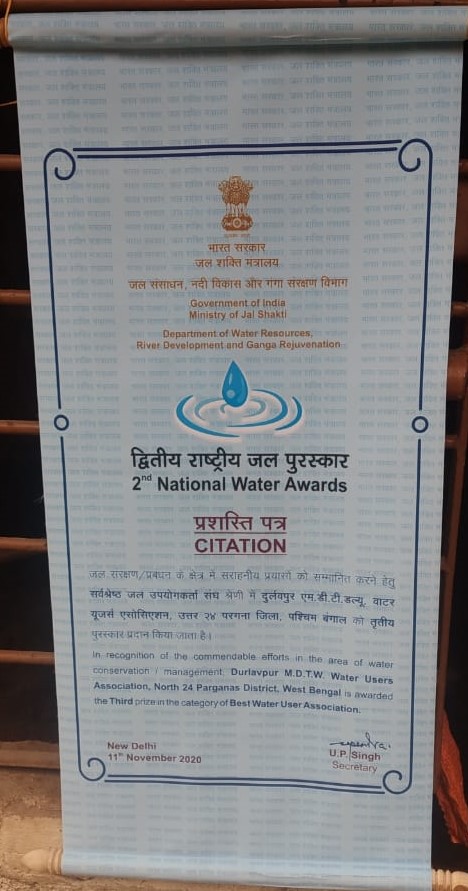 भारत सरकार
जल शक्ति मंत्रालय
जल संसाधन, नदी विकास और गंगा संरक्षण विभाग
Government of India
Ministry of Jal Shakti
Department of Water Resources,
River Development and Ganga Rejuvenation
द्वितीय राष्ट्रीय जल पुरस्कार
2nd National Water Awards
प्रशस्ति पत्र
CITATION
जल संरक्षण/प्रबंधन के क्षेत्र में सराहनीय प्रयासों को सम्मानित करने हेतु
सर्वश्रेष्ठ जल उपयोगकर्ता संघ श्रेणी में दुर्लवपुर एम.डी.टी.डब्ल्यू. वाटर
यूजर्स एसोसिएशन, उत्तर २४ परगना जिला, पश्चिम बंगाल को तृतीय
पुरस्कार प्रदान किया जाता है।
In recognition of the commendable efforts in the area of water
conservation / management, Durlavpur M.D.T.W. Water Users
Association, North 24 Parganas District, West Bengal is awarded
the Third prize in the category of Best Water User Association.
New Delhi
11th November 2020
U.P. Singh
Secretary